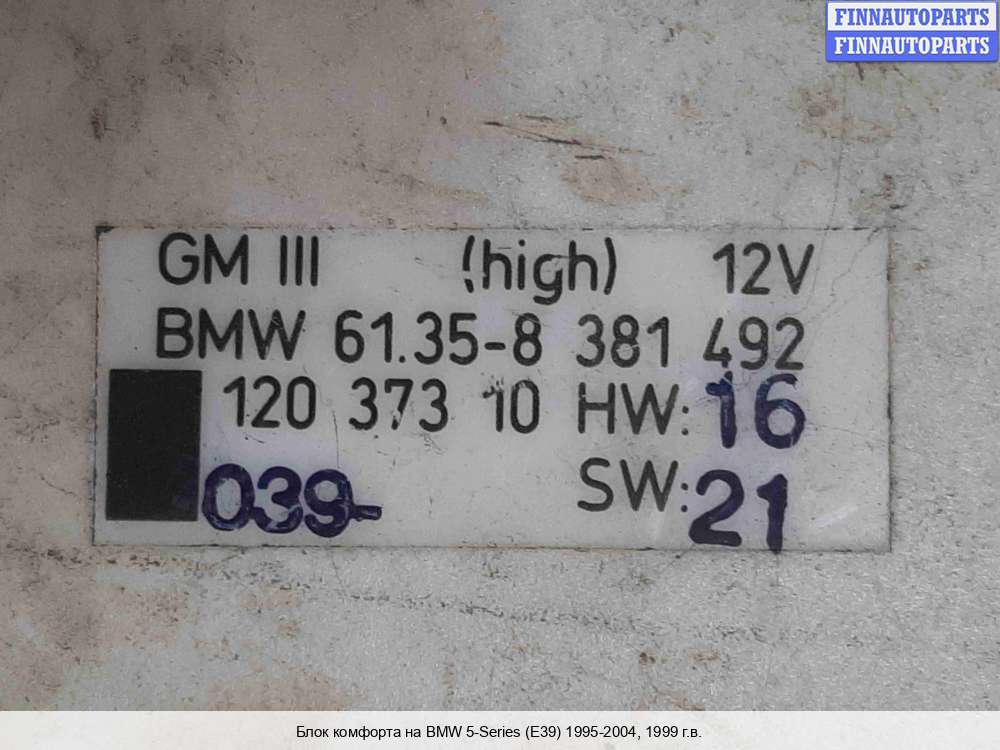 FINNAUTOPARTS
FINNAUTOPARTS
GM III (high) 12V
BMW 61.35-8 381 492
120 373 10 HW: 16
039- SW: 21
Блок комфорта на BMW 5-Series (E39) 1995-2004, 1999 г.в.